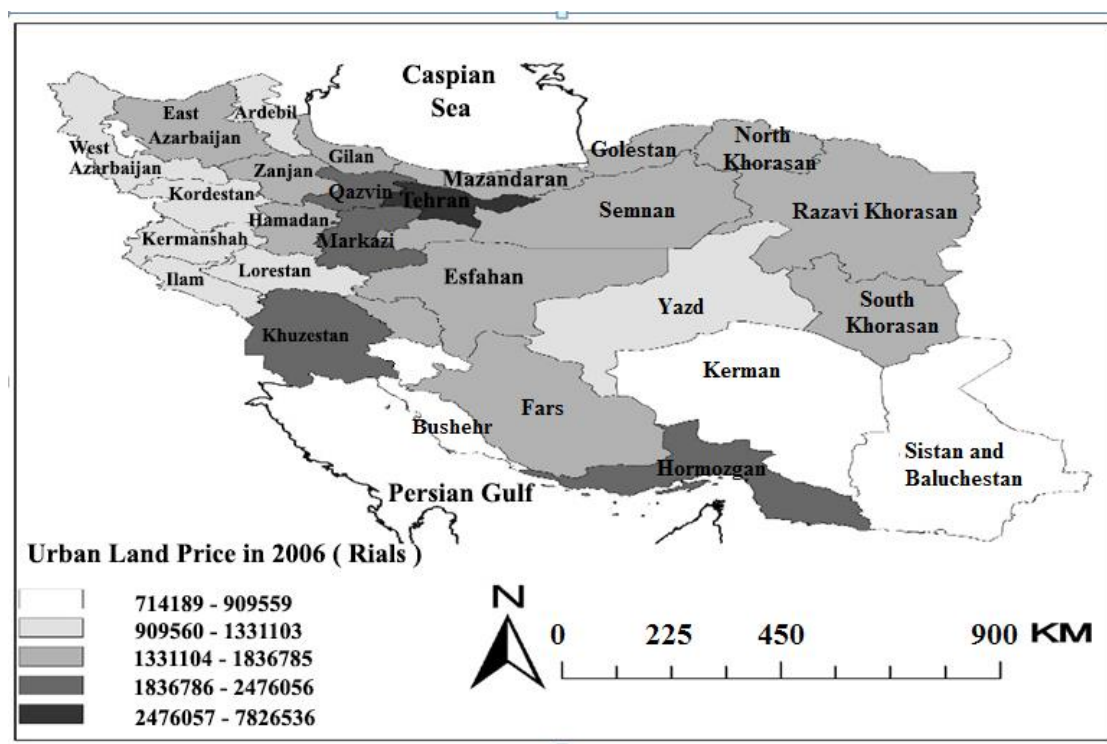 Caspian
Sea
East
Azarbaijan
Ardebil
West
Azarbaijan
Gilan
Golestan
North
Khorasan
Zanjan
Mazandaran
Qazvin
Tehran
Kordestan
Semnan
Razavi Khorasan
Hamadan
Markazi
Kermanshah
Lorestan
Ilam
Esfahan
Yazd
South
Khorasan
Khuzestan
Kerman
Fars
Bushehr
Sistan and
Baluchestan
Hormozgan
Persian Gulf
Urban Land Price in 2006 ( Rials )
714189 - 909559
909560 - 1331103
1331104 - 1836785
1836786 - 2476056
2476057 - 7826536
N
0 225 450 900 KM